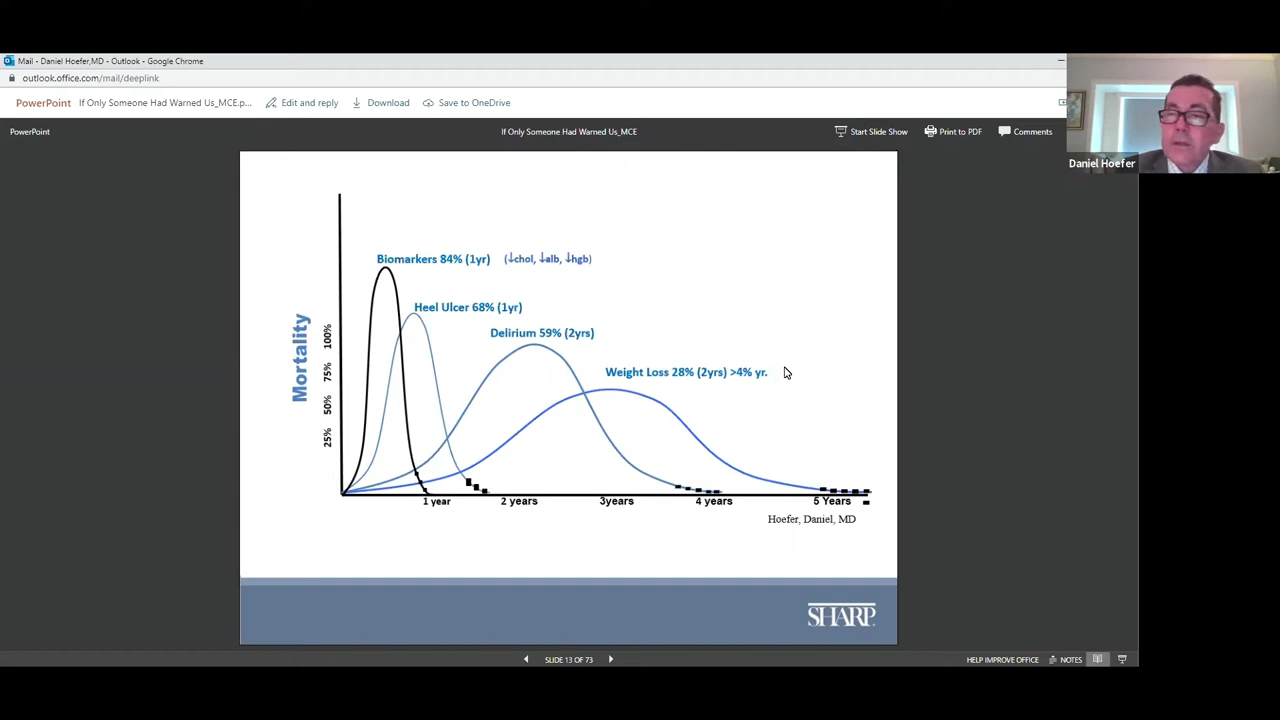 Mail - Daniel Hoefer,MD - Outlook - Google Chrome
outlook.office.com/mail/deeplink
PowerPoint
If Only Someone Had Warned Us_MCE.p...
Edit and reply
Download
Save to OneDrive
PowerPoint
If Only Someone Had Warned Us_MCE
Start Slide Show
Print to PDF
Comments
Daniel Hoefer
Biomarkers 84% (1yr) (↓chol, ↓alb, ↓hgb)
Heel Ulcer 68% (1yr)
Delirium 59% (2yrs)
Weight Loss 28% (2yrs) >4% yr.
Mortality
100%
75%
50%
25%
1 year
2 years
3years
4 years
5 Years
Hoefer, Daniel, MD
SHARP.
SLIDE 13 OF 73
HELP IMPROVE OFFICE
NOTES